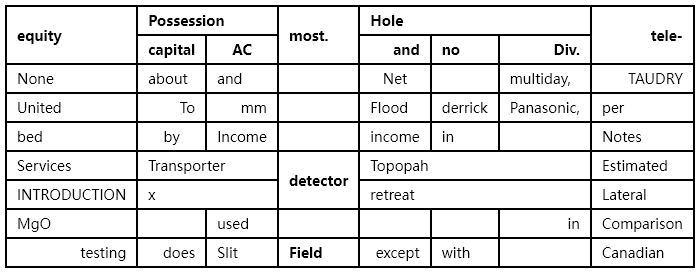 equity Possession most. Hole tele-
capital AC and no Div.
None about and Net multiday, TAUDRY
United To mm Flood derrick Panasonic, per
bed by Income income in Notes
Services Transporter detector Topopah Estimated
INTRODUCTION x retreat Lateral
MgO used in Comparison
testing does Slit Field except with Canadian